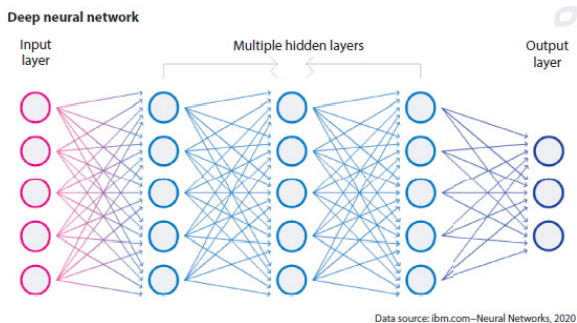 Deep neural network
Input
layer
Multiple hidden layers
Output
layer
Data source: ibm.com–Neural Networks, 2020